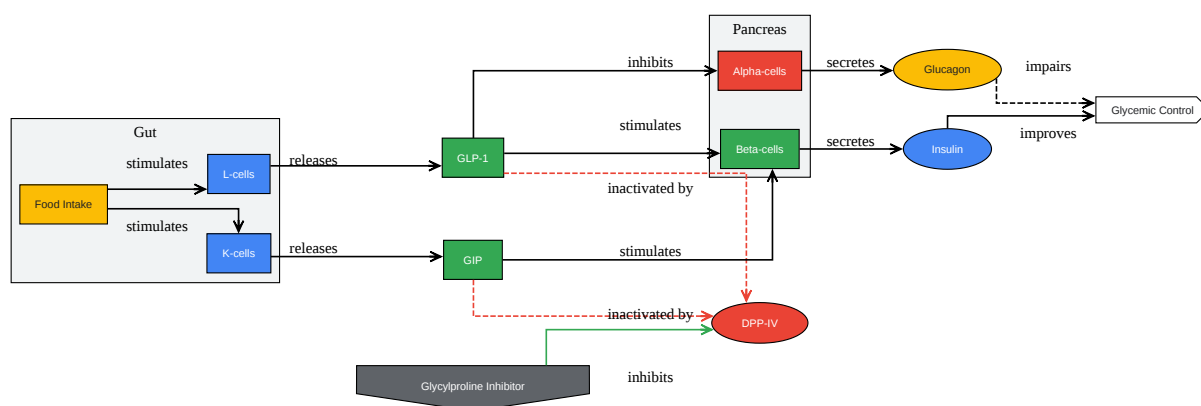 Pancreas
inhibits
Alpha-cells
secretes
Glucagon
impairs
Glycemic Control
Gut
stimulates
stimulates
Beta-cells
secretes
Insulin
improves
stimulates
L-cells
releases
GLP-1
inactivated by
Food Intake
stimulates
K-cells
releases
GIP
stimulates
inactivated by
DPP-IV
Glycylproline Inhibitor
inhibits